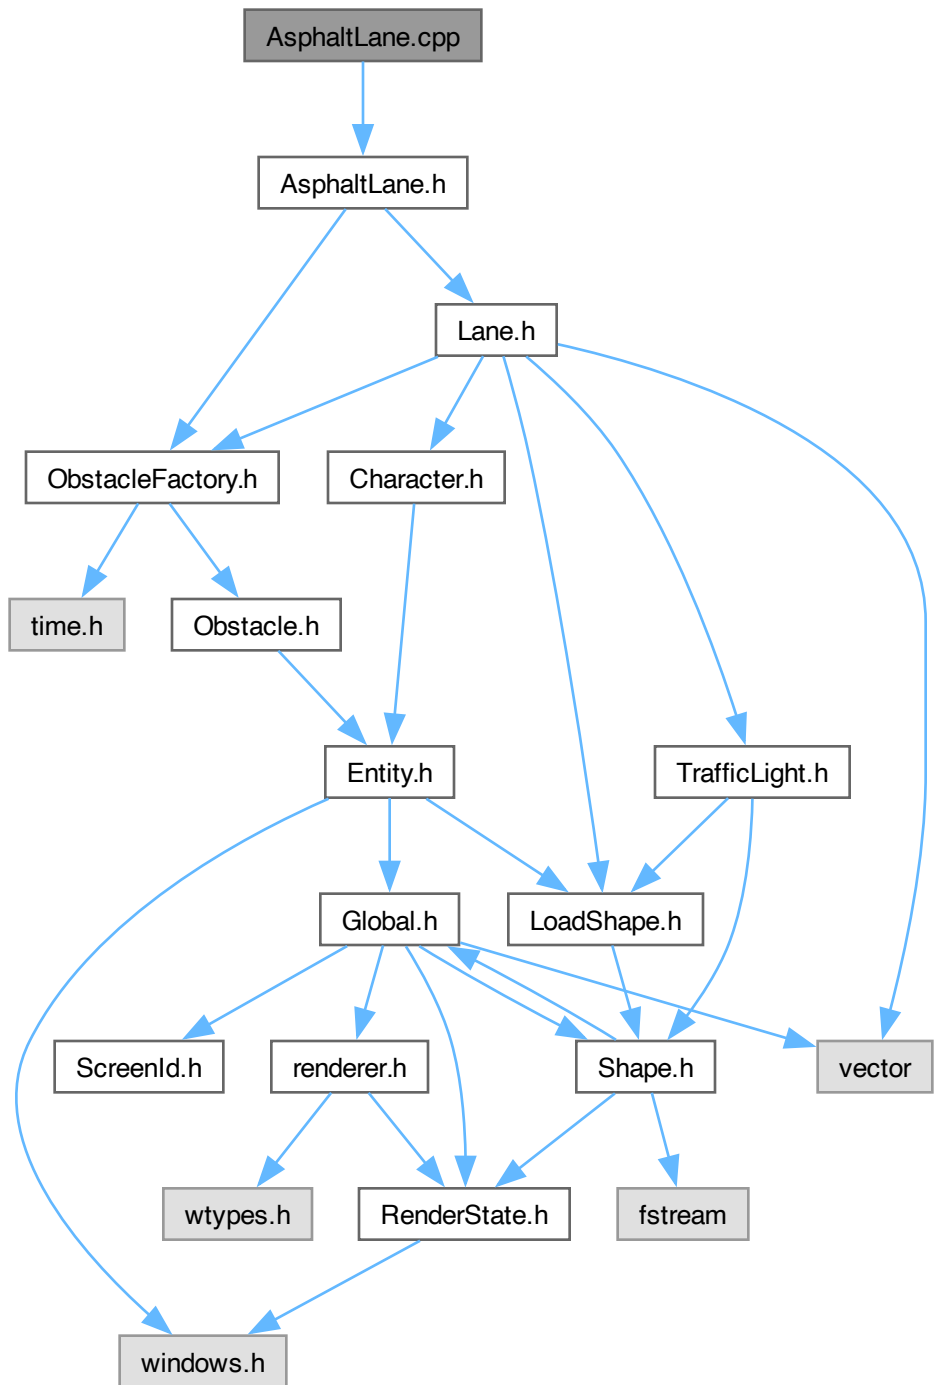 AsphaltLane.cpp
AsphaltLane.h
Lane.h
ObstacleFactory.h
Character.h
time.h
Obstacle.h
Entity.h
TrafficLight.h
Global.h
LoadShape.h
ScreenId.h
renderer.h
Shape.h
vector
wtypes.h
RenderState.h
fstream
windows.h